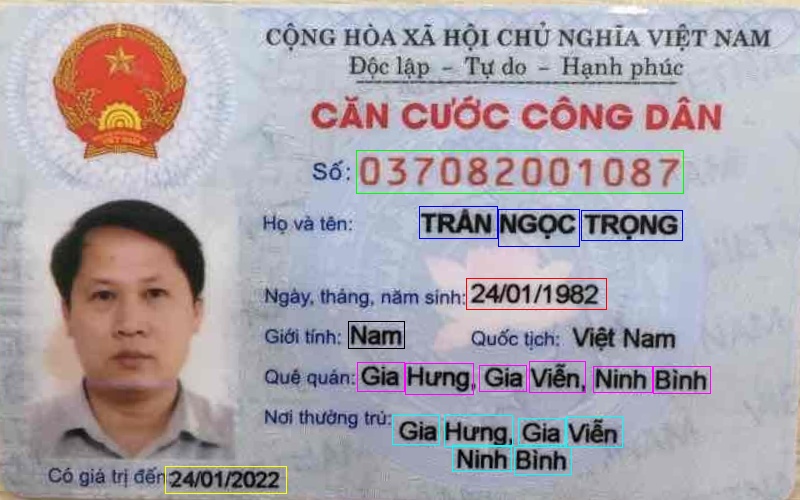 CỘNG HÒA XÃ HỘI CHỦ NGHĨA VIỆT NAM
Độc lập – Tự do – Hạnh phúc
CĂN CƯỚC CÔNG DÂN
Số: 037082001087
Họ và tên: TRẦN NGỌC TRỌNG
Ngày, tháng, năm sinh: 24/01/1982
Giới tính: Nam Quốc tịch: Việt Nam
Quê quán: Gia Hưng, Gia Viễn, Ninh Bình
Nơi thường trú: Gia Hưng, Gia Viễn
Ninh Bình
Có giá trị đến: 24/01/2022